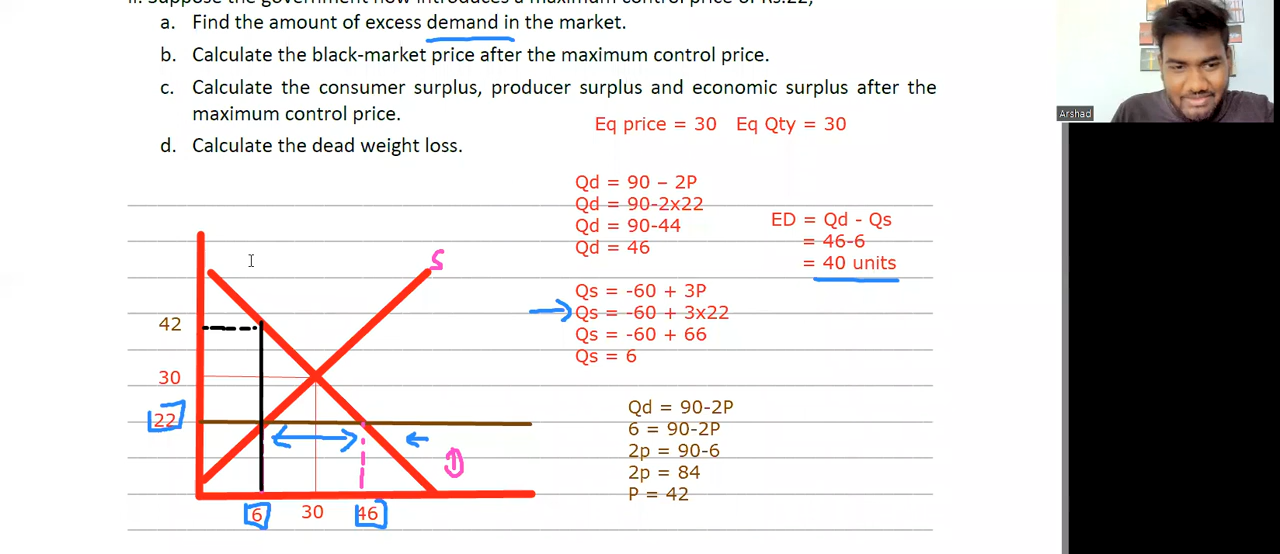 a. Find the amount of excess demand in the market.
b. Calculate the black-market price after the maximum control price.
c. Calculate the consumer surplus, producer surplus and economic surplus after the
maximum control price.
Eq price = 30 Eq Qty = 30
d. Calculate the dead weight loss.
Arshad
Qd = 90 – 2P
Qd = 90-2x22
Qd = 90-44
Qd = 46
ED = Qd - Qs
= 46-6
= 40 units
Qs = -60 + 3P
Qs = -60 + 3x22
Qs = -60 + 66
Qs = 6
Qd = 90-2P
6 = 90-2P
2p = 90-6
2p = 84
P = 42
S
42
30
22
D
6 30 46